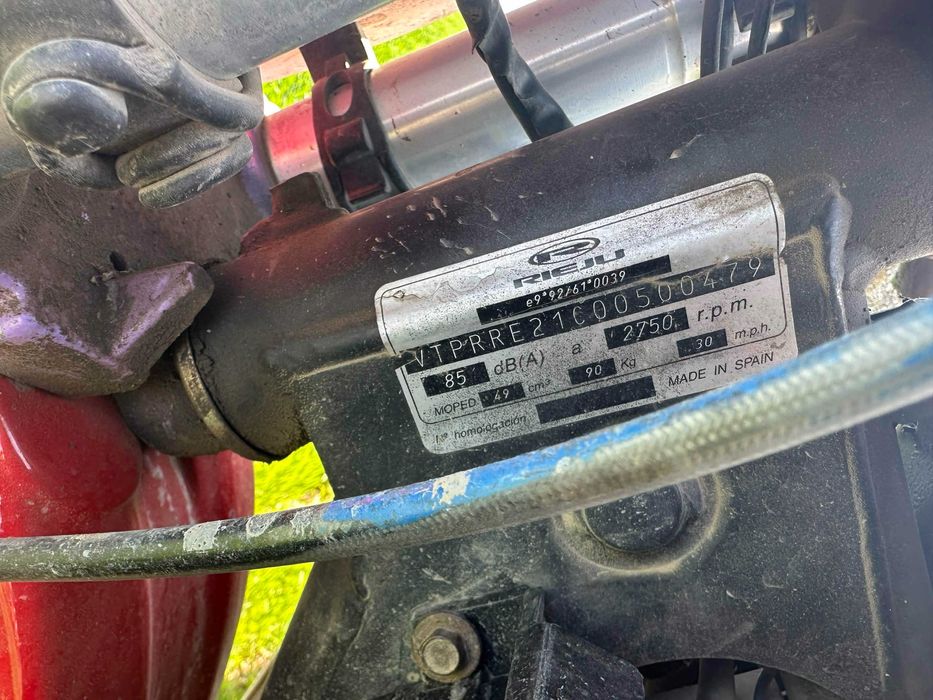 RIEJU
e9*92/61*0039
VTPRRE21C00500479
85 dB(A) a 2750 r.p.m.
MOPED 49 cm³ 90 Kg 30 m.p.h.
homologación MADE IN SPAIN